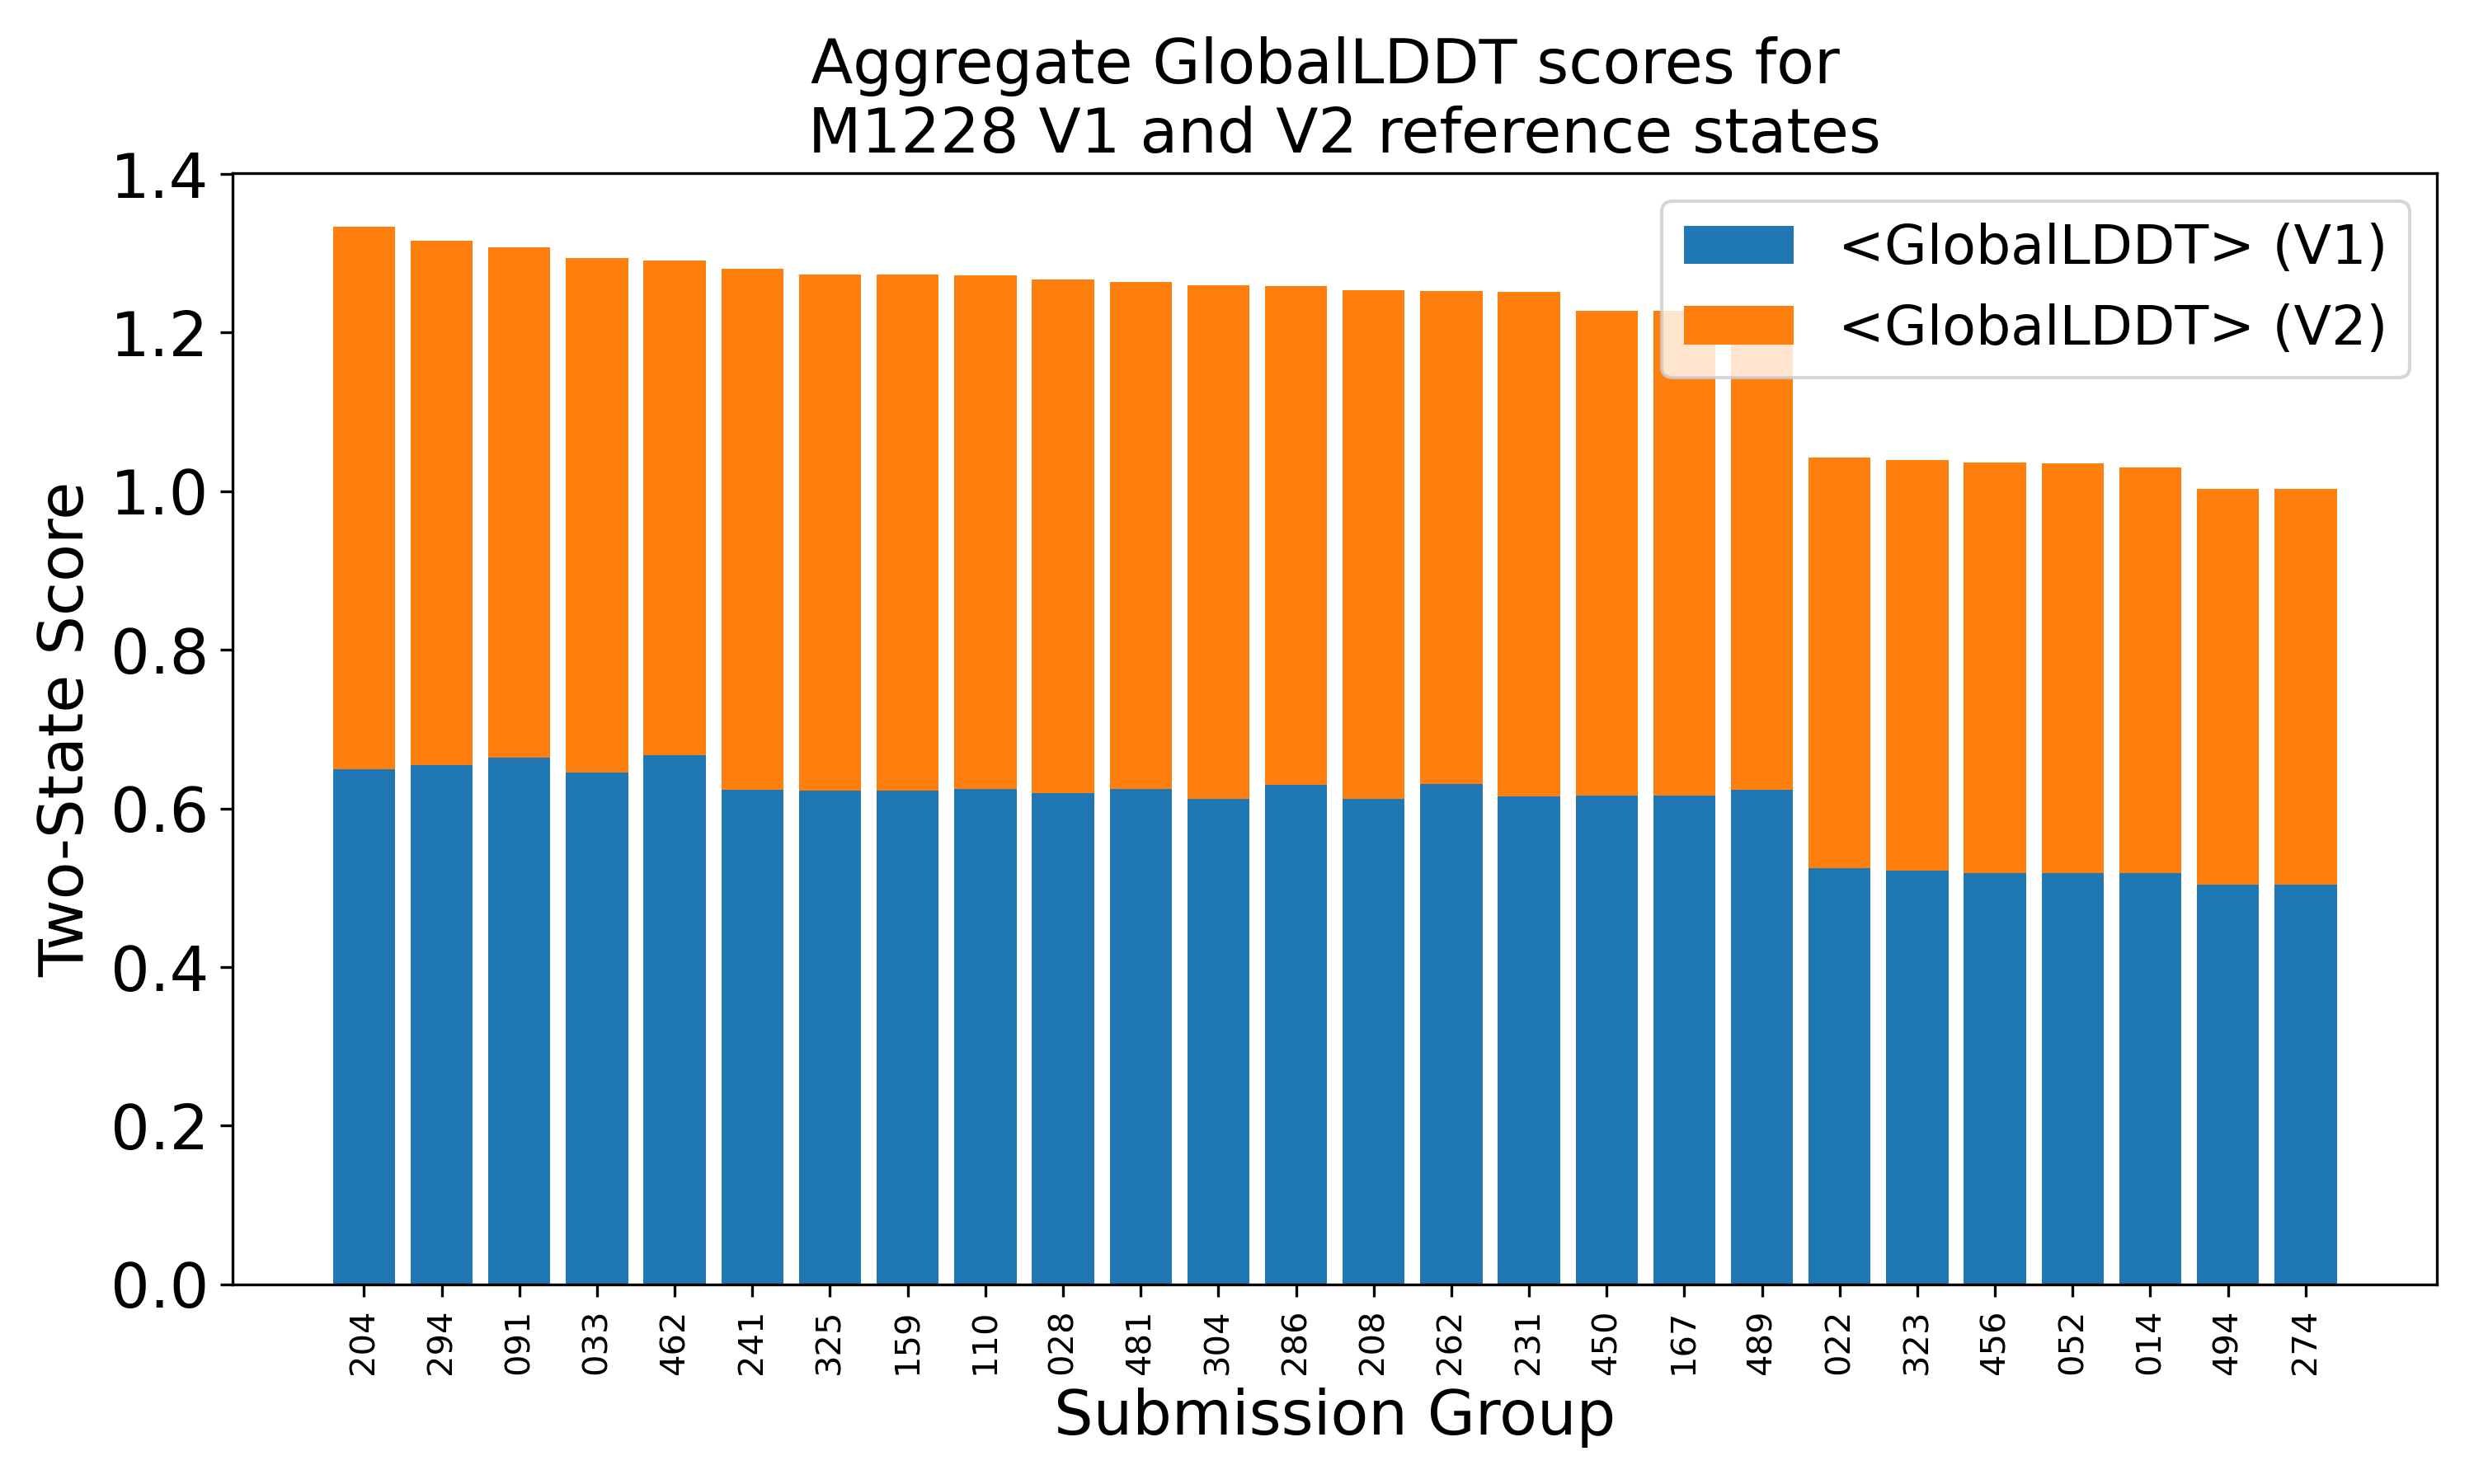 Aggregate GlobalLDDT scores for
M1228 V1 and V2 reference states
1.4
1.2
1.0
0.8
0.6
0.4
0.2
0.0
Two-State Score
<GlobalLDDT> (V1)
<GlobalLDDT> (V2)
204 294 091 033 462 241 325 159 110 028 481 304 286 208 262 231 450 167 489 022 323 456 052 014 494 274
Submission Group